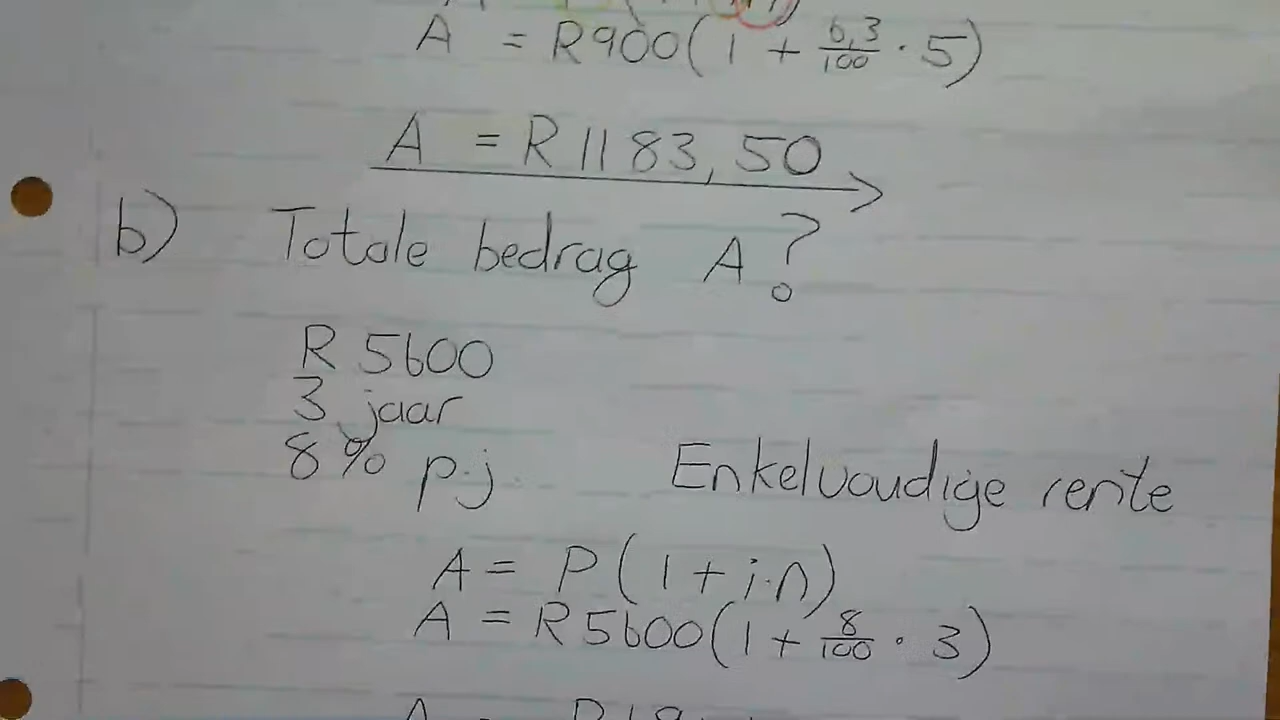 A = R900(1 + 6,3/100 · 5)
A = R1183,50
b) Totale bedrag A?
R 5600
3 jaar
8% p.j.
Enkelvoudige rente
A = P(1 + i·n)
A = R5600(1 + 8/100 · 3)